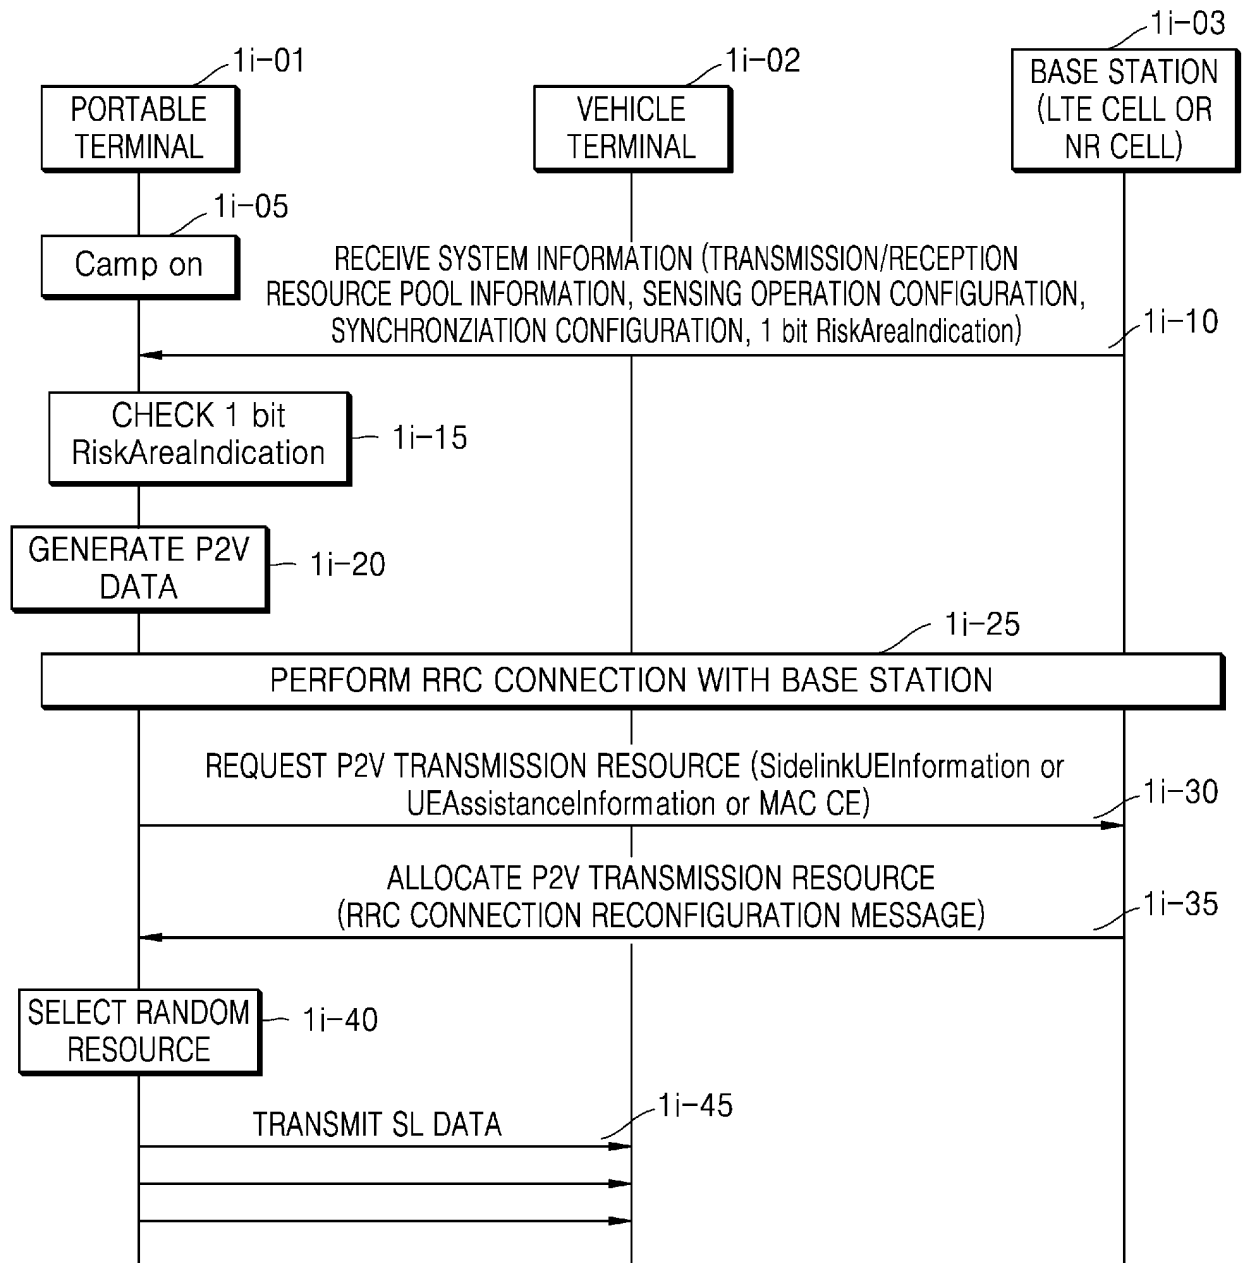 1i-03
1i-01
1i-02
PORTABLE
TERMINAL
VEHICLE
TERMINAL
BASE STATION
(LTE CELL OR
NR CELL)
1i-05
Camp on
RECEIVE SYSTEM INFORMATION (TRANSMISSION/RECEPTION
RESOURCE POOL INFORMATION, SENSING OPERATION CONFIGURATION,
SYNCHRONZIATION CONFIGURATION, 1 bit RiskAreaIndication)
1i-10
CHECK 1 bit
RiskAreaIndication
1i-15
GENERATE P2V
DATA
1i-20
1i-25
PERFORM RRC CONNECTION WITH BASE STATION
REQUEST P2V TRANSMISSION RESOURCE (SidelinkUEInformation or
UEAssistanceInformation or MAC CE)
1i-30
ALLOCATE P2V TRANSMISSION RESOURCE
(RRC CONNECTION RECONFIGURATION MESSAGE)
1i-35
SELECT RANDOM
RESOURCE
1i-40
TRANSMIT SL DATA
1i-45